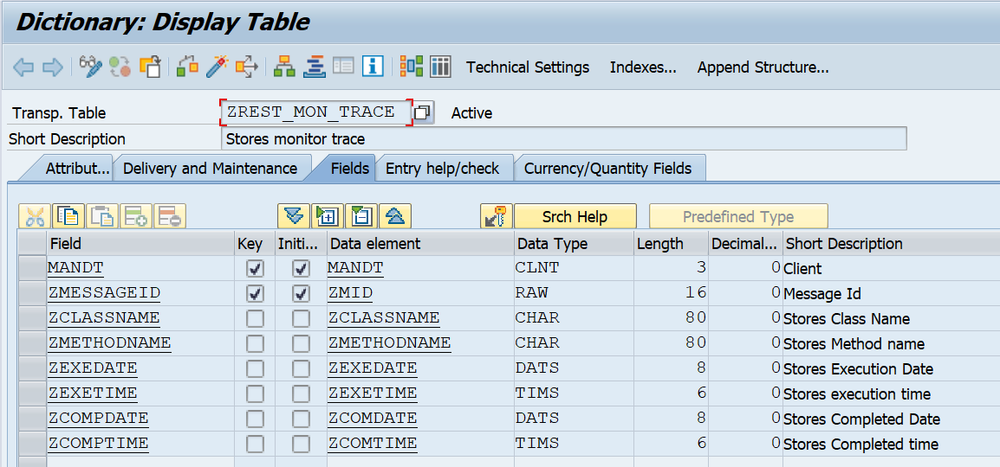 Dictionary: Display Table
Technical Settings Indexes... Append Structure...
Transp. Table ZREST_MON_TRACE Active
Short Description Stores monitor trace
Attribut... Delivery and Maintenance Fields Entry help/check Currency/Quantity Fields
Srch Help Predefined Type
Field Key Initi... Data element Data Type Length Decimal... Short Description
MANDT MANDT CLNT 3 0 Client
ZMESSAGEID ZMID RAW 16 0 Message Id
ZCLASSNAME ZCLASSNAME CHAR 80 0 Stores Class Name
ZMETHODNAME ZMETHODNAME CHAR 80 0 Stores Method name
ZEXEDATE ZEXEDATE DATS 8 0 Stores Execution Date
ZEXETIME ZEXETIME TIMS 6 0 Stores execution time
ZCOMPDATE ZCOMDATE DATS 8 0 Stores Completed Date
ZCOMPTIME ZCOMTIME TIMS 6 0 Stores Completed time